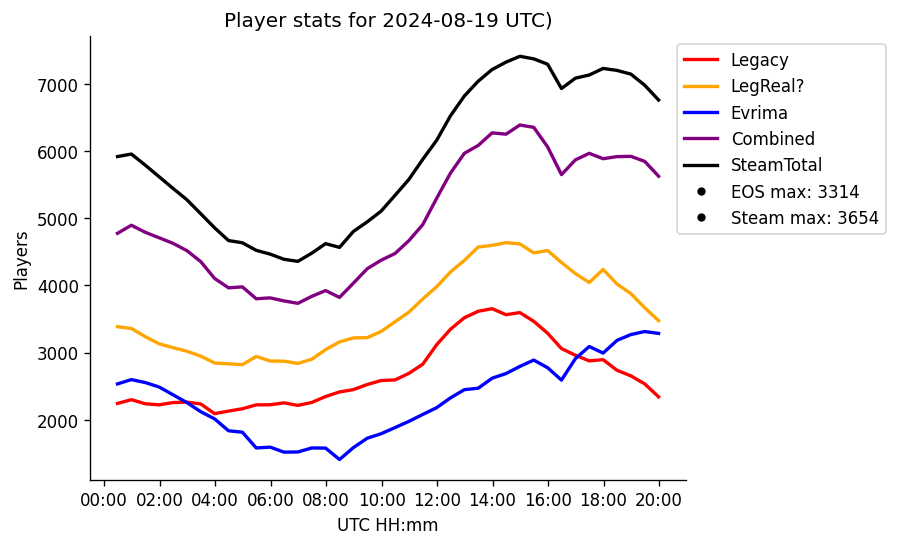 Player stats for 2024-08-19 UTC)
Legacy
LegReal?
Evrima
Combined
SteamTotal
EOS max: 3314
Steam max: 3654
Players
7000
6000
5000
4000
3000
2000
00:00 02:00 04:00 06:00 08:00 10:00 12:00 14:00 16:00 18:00 20:00
UTC HH:mm